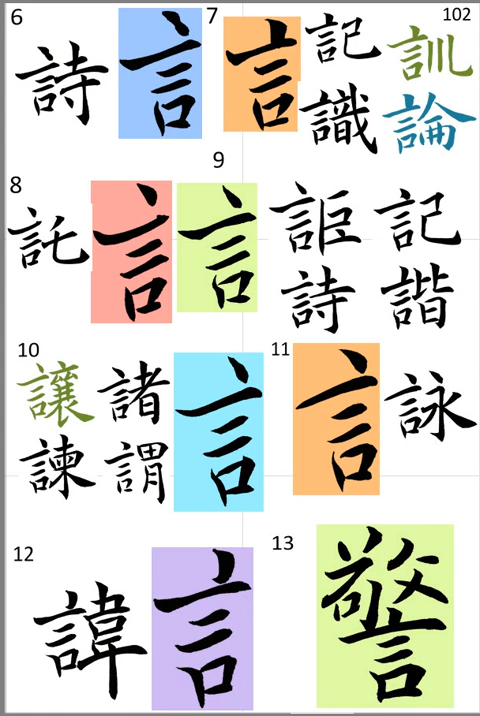 6 詩 言 7 言 記 訓 102
識 論
8 託 言 9 言 詎 記
詩 諧
10 讓 諸 言 11 言 詠
諫 謂
12 諱 言 13 警